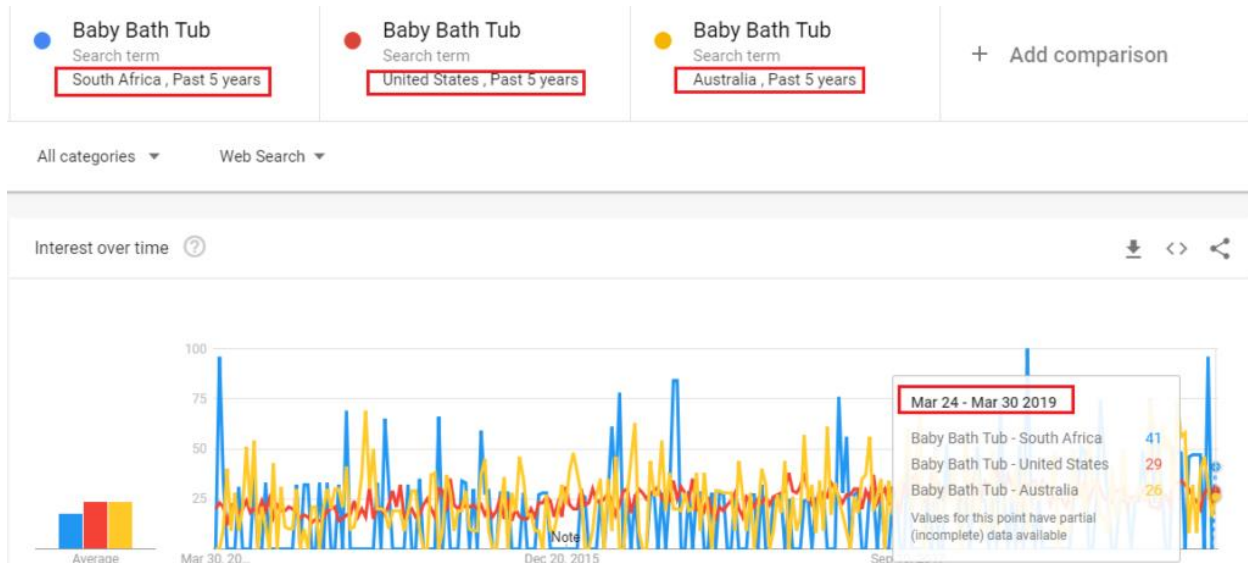 Baby Bath Tub
Search term
South Africa , Past 5 years
Baby Bath Tub
Search term
United States , Past 5 years
Baby Bath Tub
Search term
Australia , Past 5 years
+ Add comparison
All categories
Web Search
Interest over time
100
75
50
25
Mar 24 - Mar 30 2019
Baby Bath Tub - South Africa 41
Baby Bath Tub - United States 29
Baby Bath Tub - Australia 26
Values for this point have partial
(incomplete) data available
Note
Average
Mar 30, 20...
Dec 20, 2015